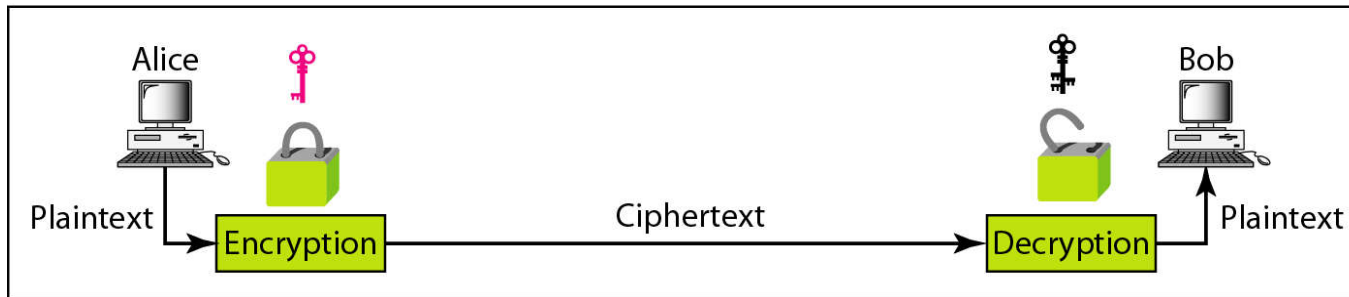 Alice
Bob
Plaintext
Encryption
Ciphertext
Decryption
Plaintext